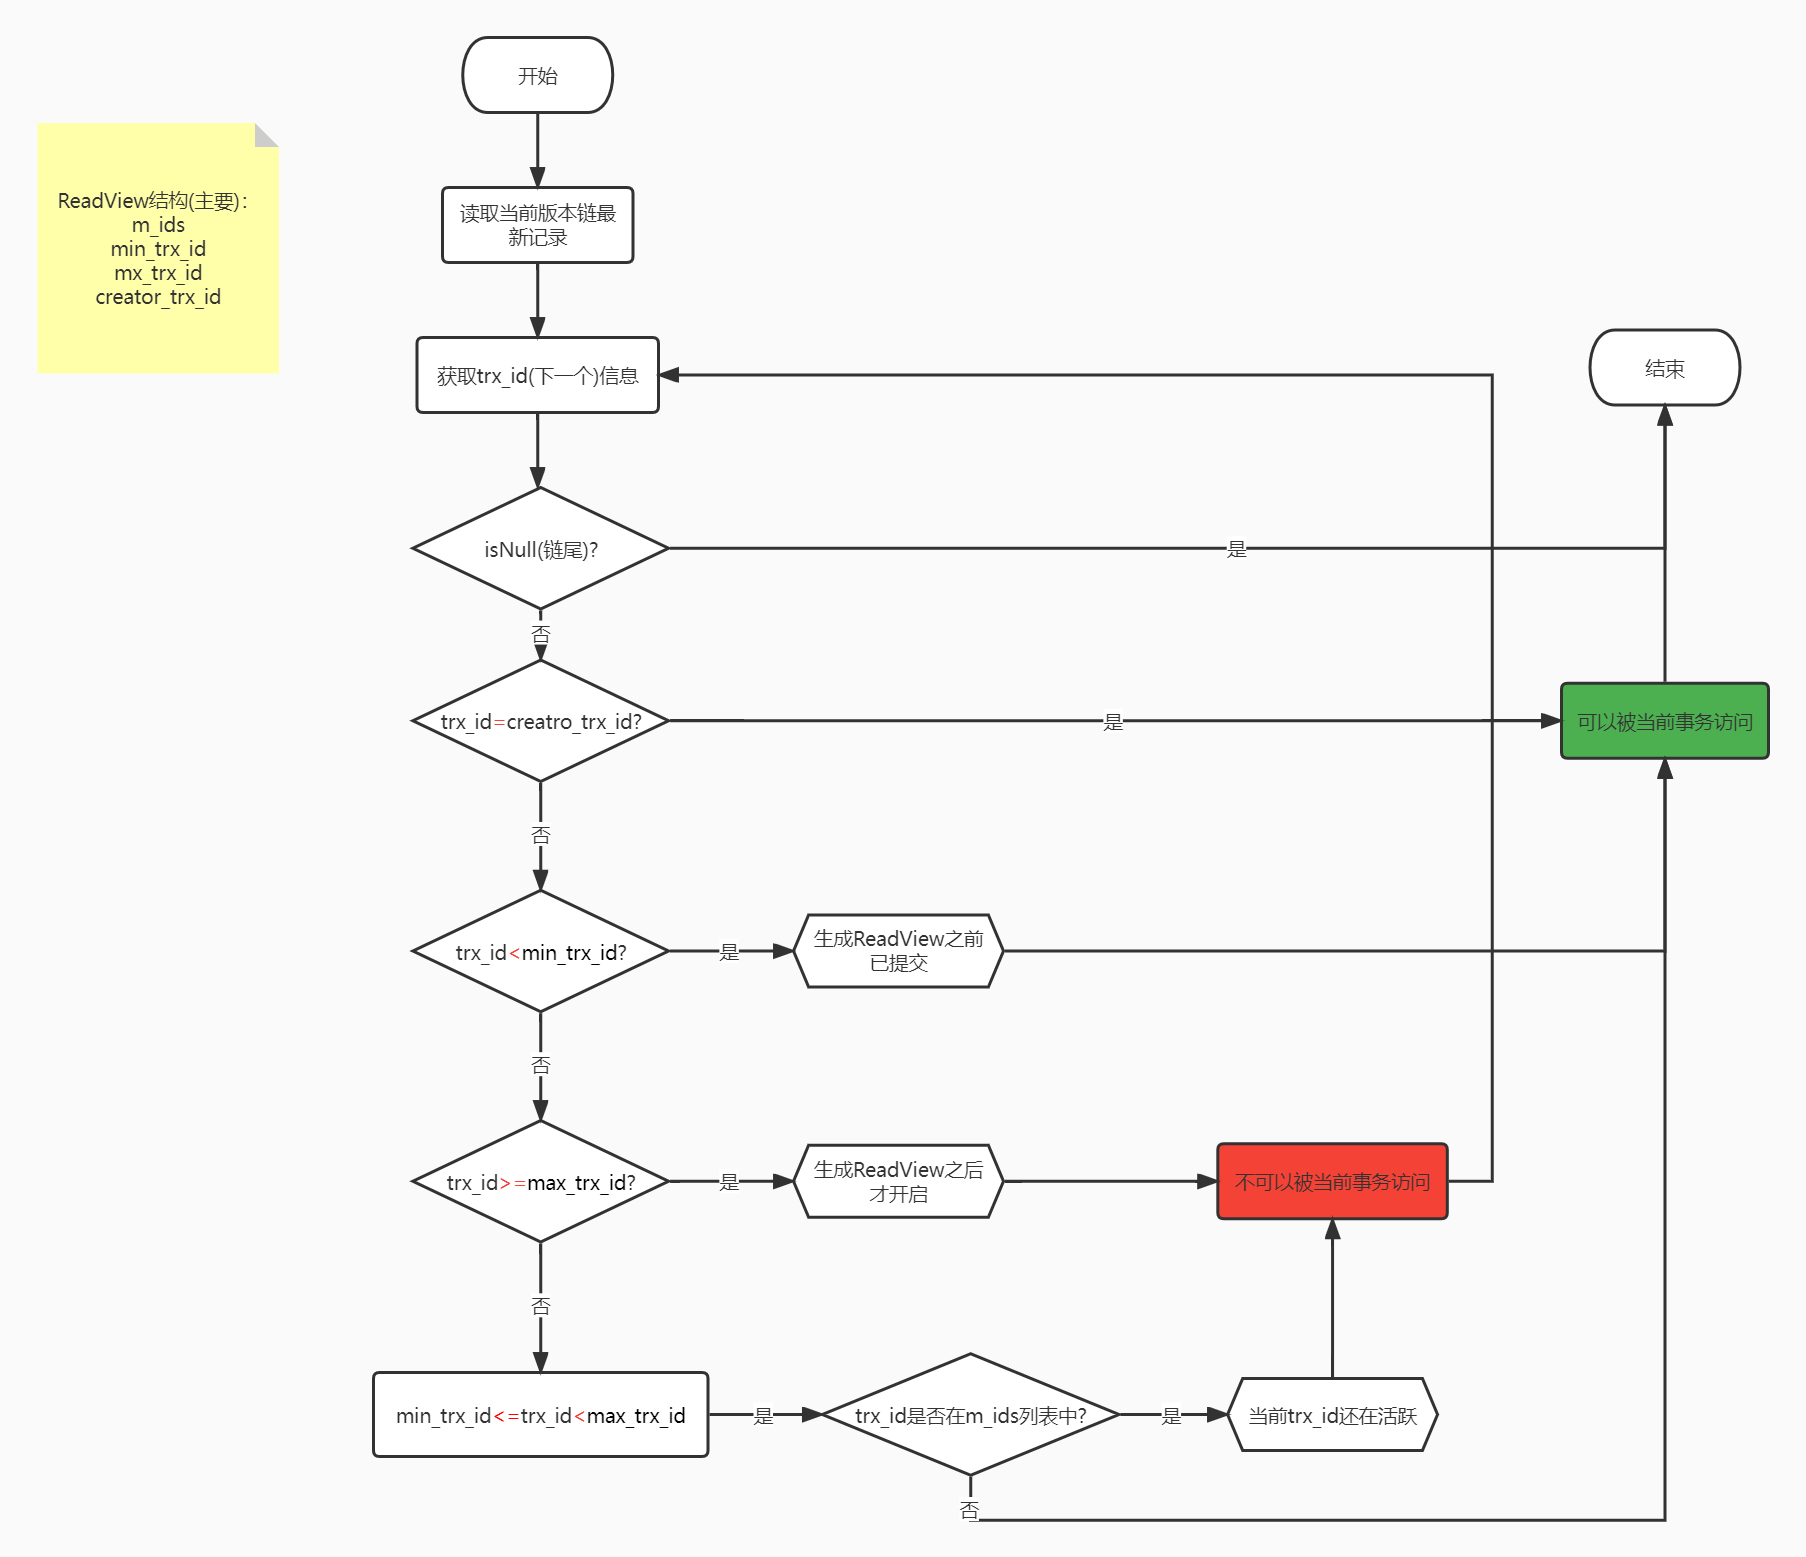 开始
ReadView结构(主要)：
m_ids
min_trx_id
mx_trx_id
creator_trx_id
读取当前版本链最
新记录
获取trx_id(下一个)信息
结束
isNull(链尾)?
是
否
trx_id=creatro_trx_id?
是
可以被当前事务访问
否
trx_id<min_trx_id?
是
生成ReadView之前
已提交
否
trx_id>=max_trx_id?
是
生成ReadView之后
才开启
不可以被当前事务访问
否
min_trx_id<=trx_id<max_trx_id
是
trx_id是否在m_ids列表中?
是
当前trx_id还在活跃
否